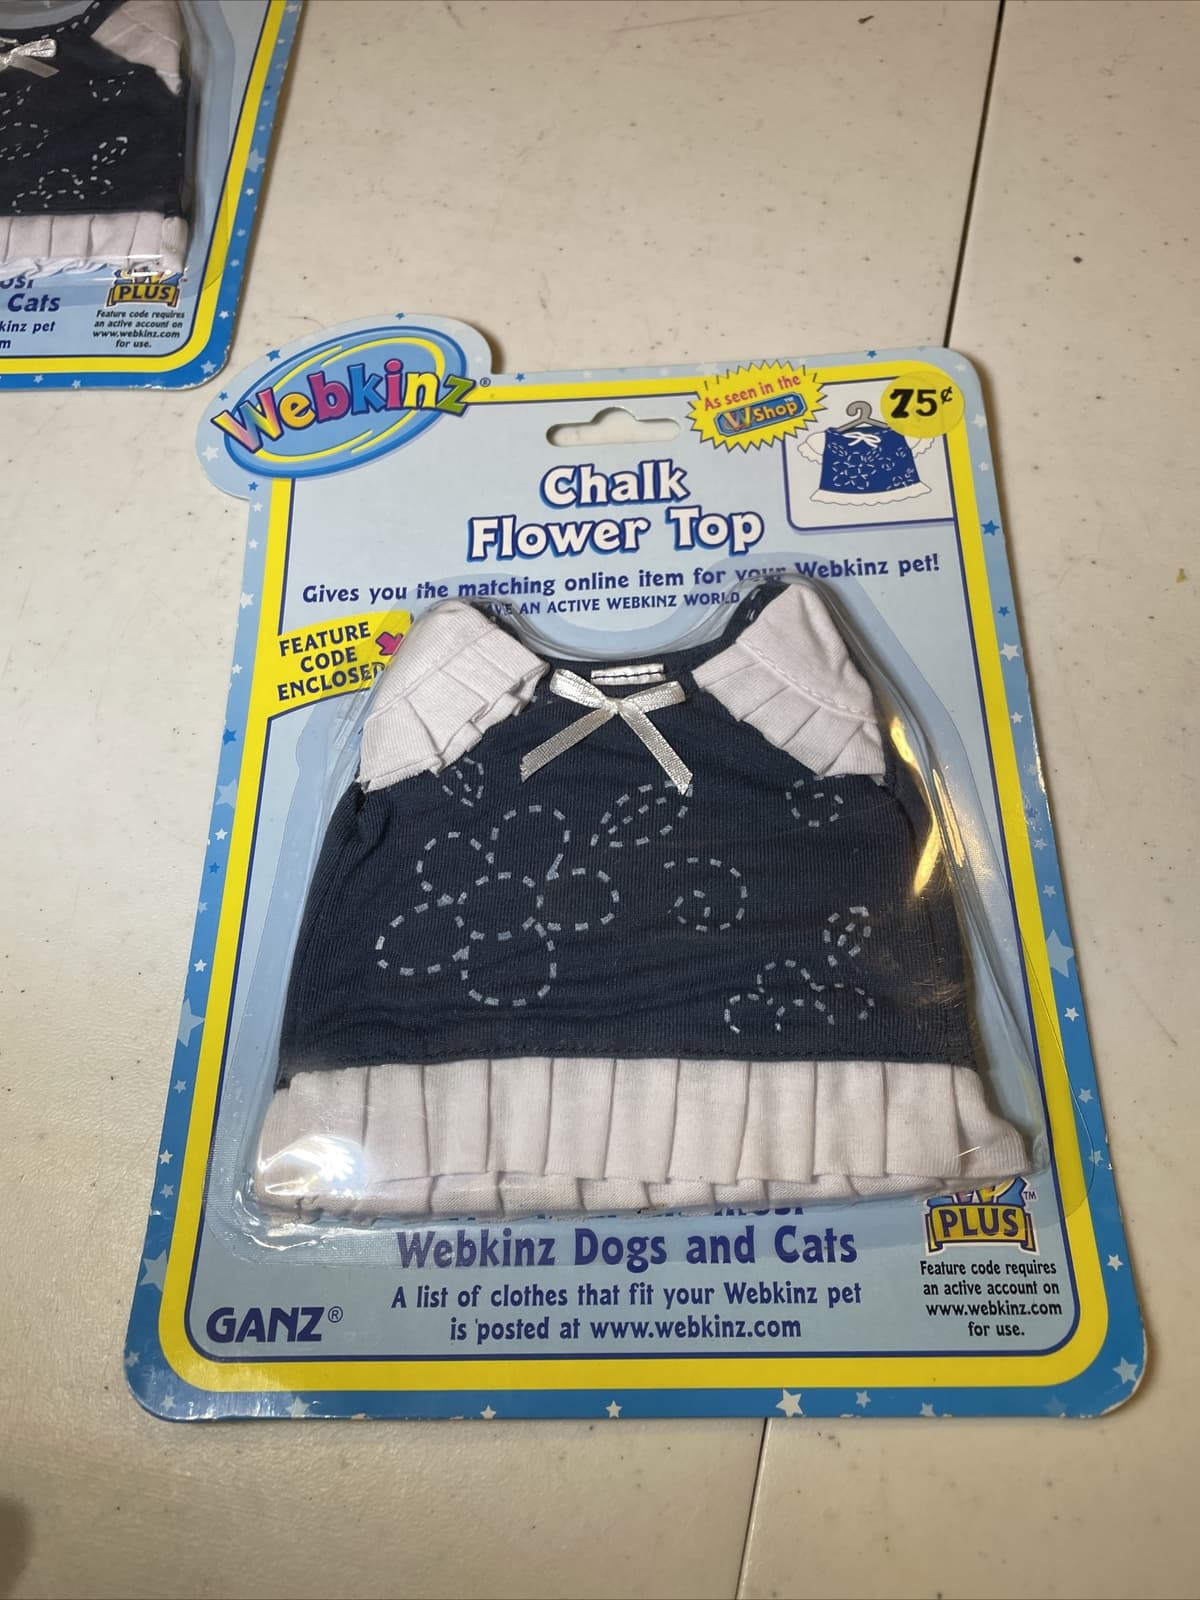 Cats
kinz pet
m
PLUS
Feature code requires
an active account on
www.webkinz.com
for use.
Webkinz®
As seen in the
WShop™
75¢
Chalk
Flower Top
Gives you the matching online item for your Webkinz pet!
AN ACTIVE WEBKINZ WORLD
FEATURE
CODE
ENCLOSED
Webkinz Dogs and Cats
A list of clothes that fit your Webkinz pet
is posted at www.webkinz.com
GANZ®
PLUS™
Feature code requires
an active account on
www.webkinz.com
for use.